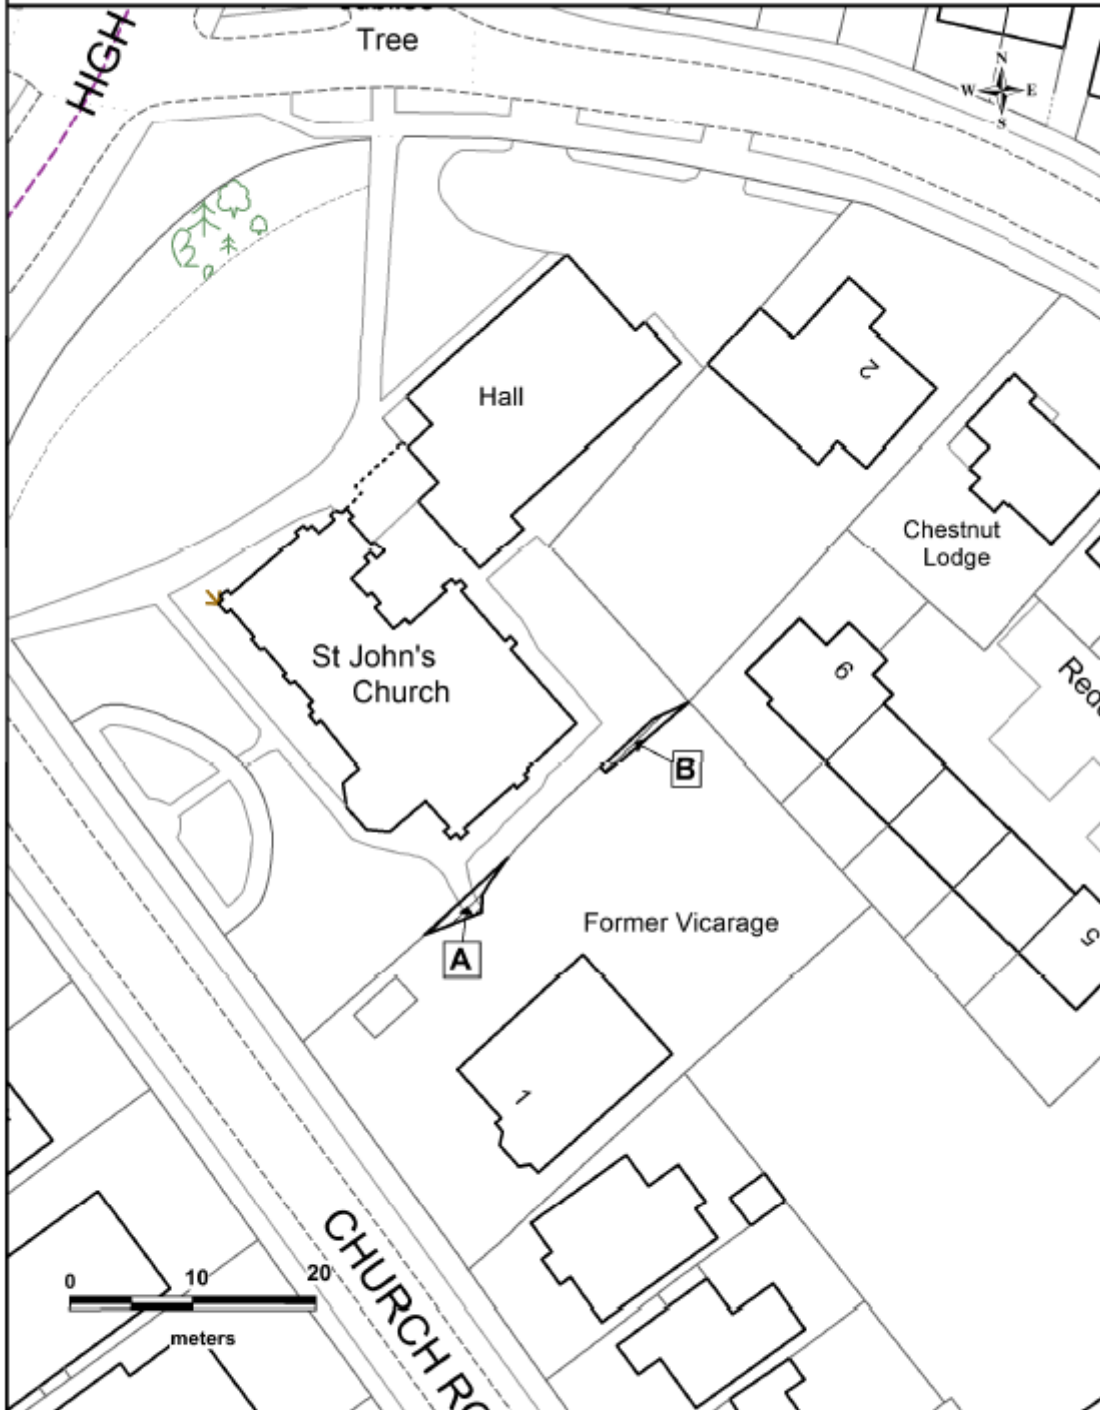 HIGH
Tree
N
W E
S
2
Hall
Chestnut
Lodge
St John's
Church
6
B
Former Vicarage
5
A
1
0 10 20
meters
CHURCH